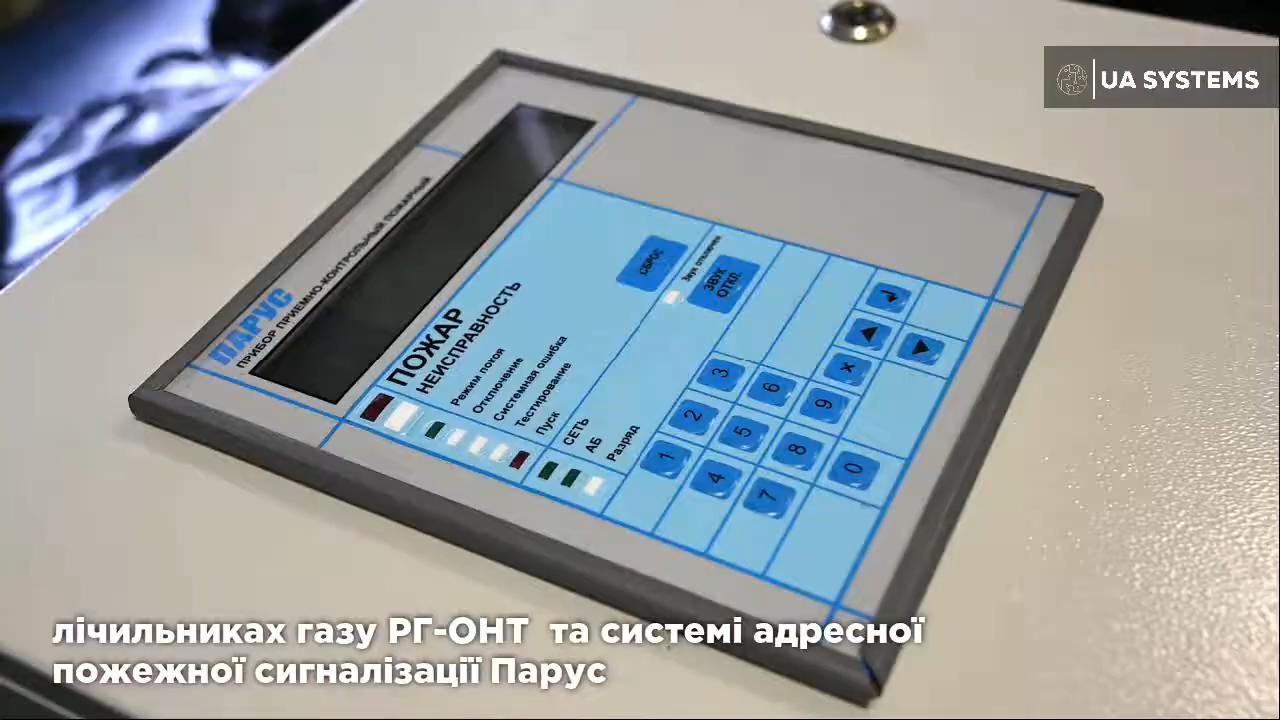 UA SYSTEMS
ПАРУС
ПРИБОР ПРИЕМНО-КОНТРОЛЬНЫЙ ПОЖАРНЫЙ
ПОЖАР
НЕИСПРАВНОСТЬ
Режим покоя
Отключение
Системная ошибка
Тестирование
Пуск
СЕТЬ
АБ
Разряд
СБРОС
Звук отключен
ЗВУК
ОТКЛ.
1 2 3
4 5 6
7 8 9
0 X
лічильниках газу РГ-ОНТ та системі адресної
пожежної сигналізації Парус